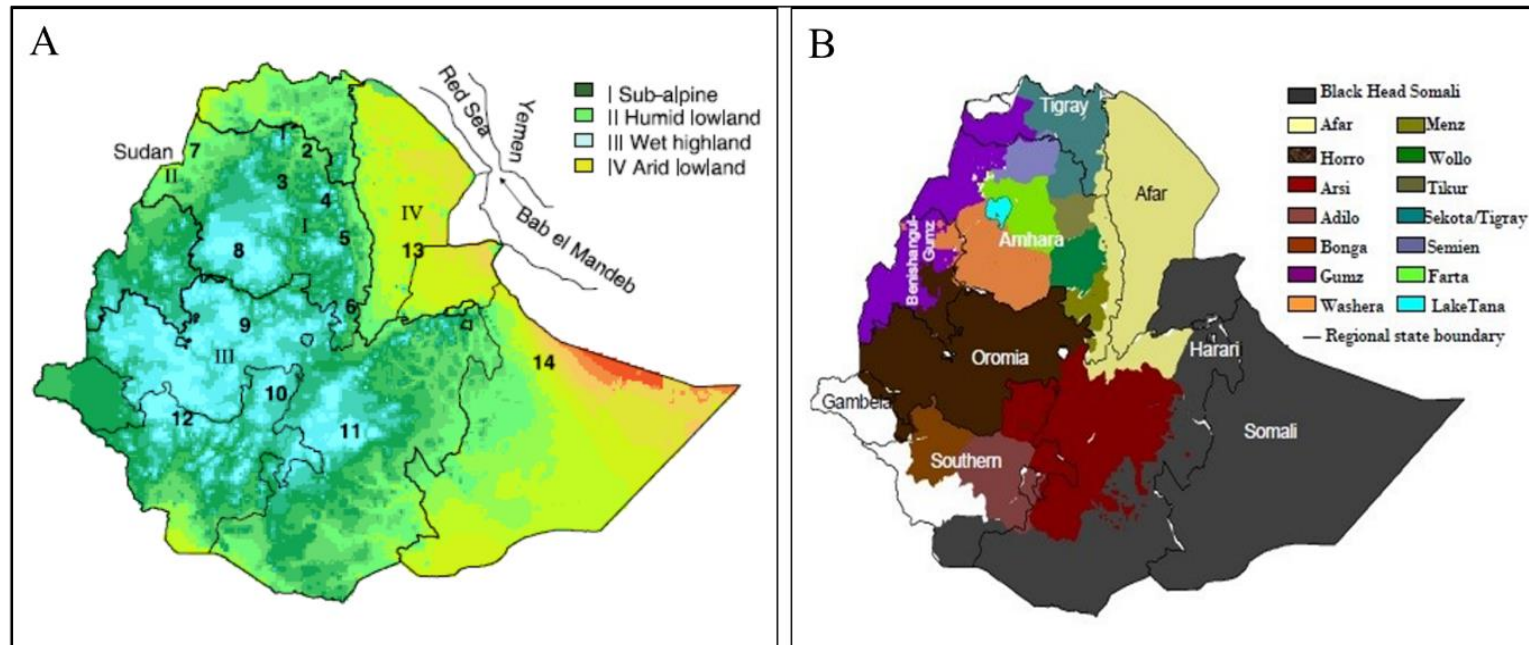 A
Red Sea
Yemen
Bab el Mandeb
I Sub-alpine
II Humid lowland
III Wet highland
IV Arid lowland
Sudan
II
7
1
2
3
4
I
5
IV
8
13
6
9
III
10
14
12
11
B
Tigray
Afar
Amhara
Benishangul-
Gumz
Oromia
Harari
Gambela
Somali
Southern
Black Head Somali
Afar
Menz
Horro
Wollo
Arsi
Tikur
Adilo
Sekota/Tigray
Bonga
Semien
Gumz
Farta
Washera
LakeTana
Regional state boundary